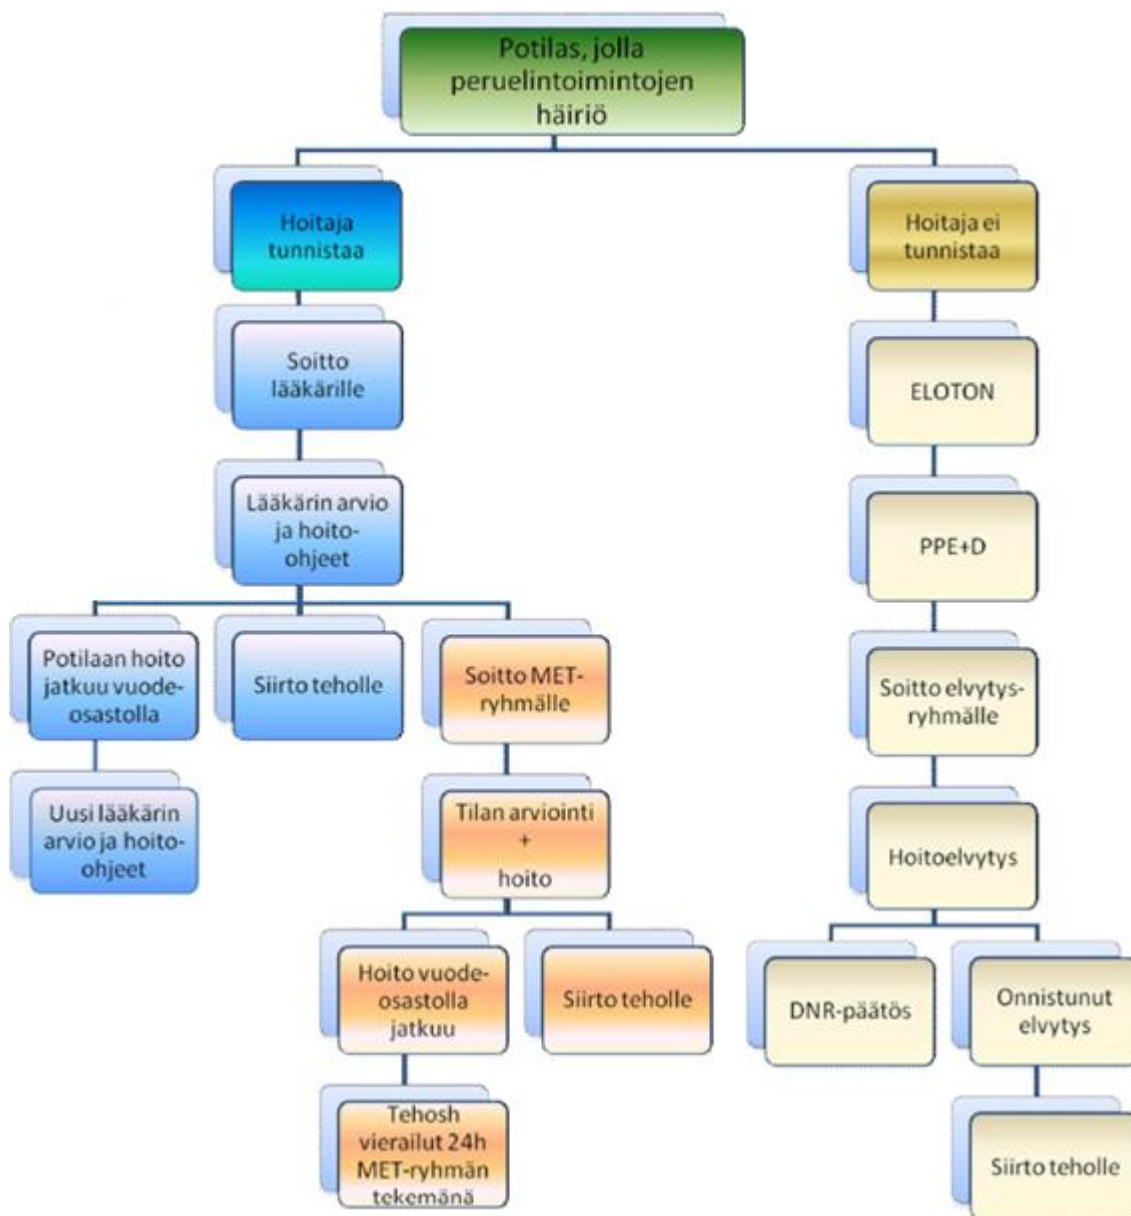 Potilas, jolla
peruelintoimintojen
häiriö
Hoitaja
tunnistaa
Hoitaja ei
tunnistaa
Soitto
lääkärille
ELOTON
Lääkärin arvio
ja hoito-
ohjeet
PPE+D
Potilaan hoito
jatkuu vuode-
osastolla
Siirto teholle
Soitto MET-
ryhmälle
Soitto elvytys-
ryhmälle
Uusi lääkärin
arvio ja hoito-
ohjeet
Tilan arviointi
+
hoito
Hoitoelvytys
Hoito vuode-
osastolla
jatkuu
Siirto teholle
DNR-päätös
Onnistunut
elvytys
Tehosh
vierailut 24h
MET-ryhmän
tekemänä
Siirto teholle